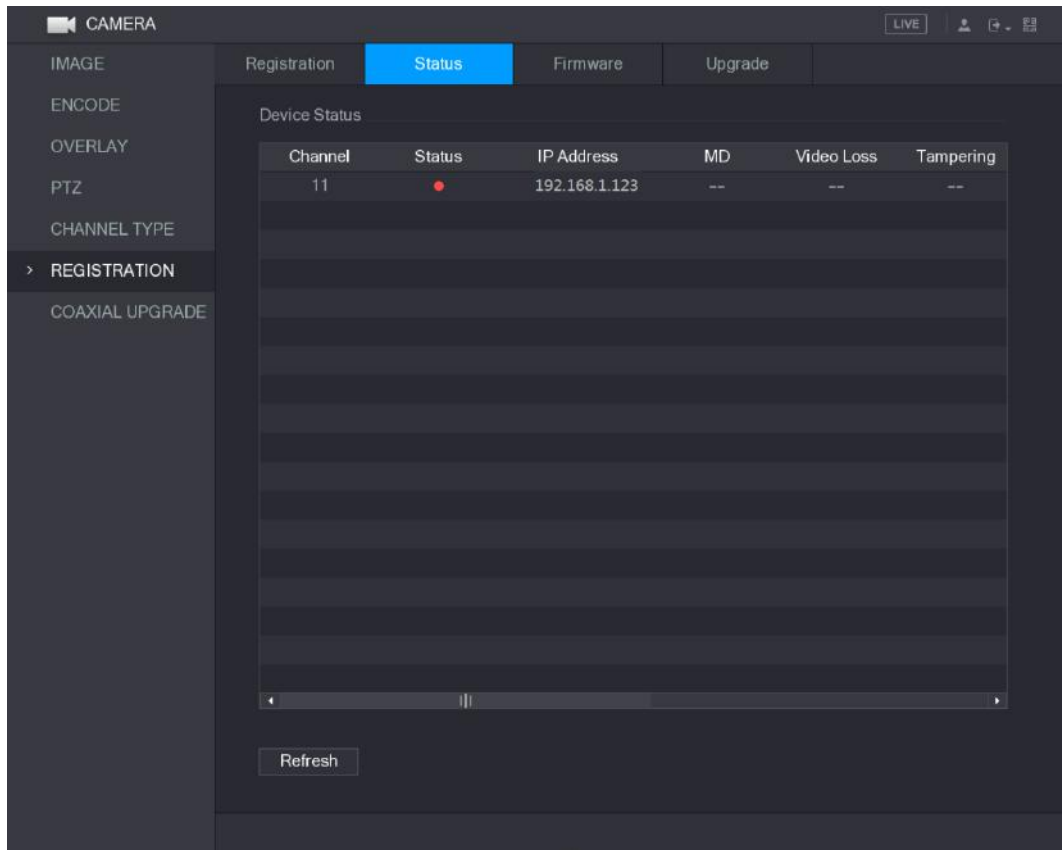 CAMERA LIVE
IMAGE
ENCODE
OVERLAY
PTZ
CHANNEL TYPE
> REGISTRATION
COAXIAL UPGRADE
Registration Status Firmware Upgrade
Device Status
Channel Status IP Address MD Video Loss Tampering
11 192.168.1.123 -- -- --
Refresh